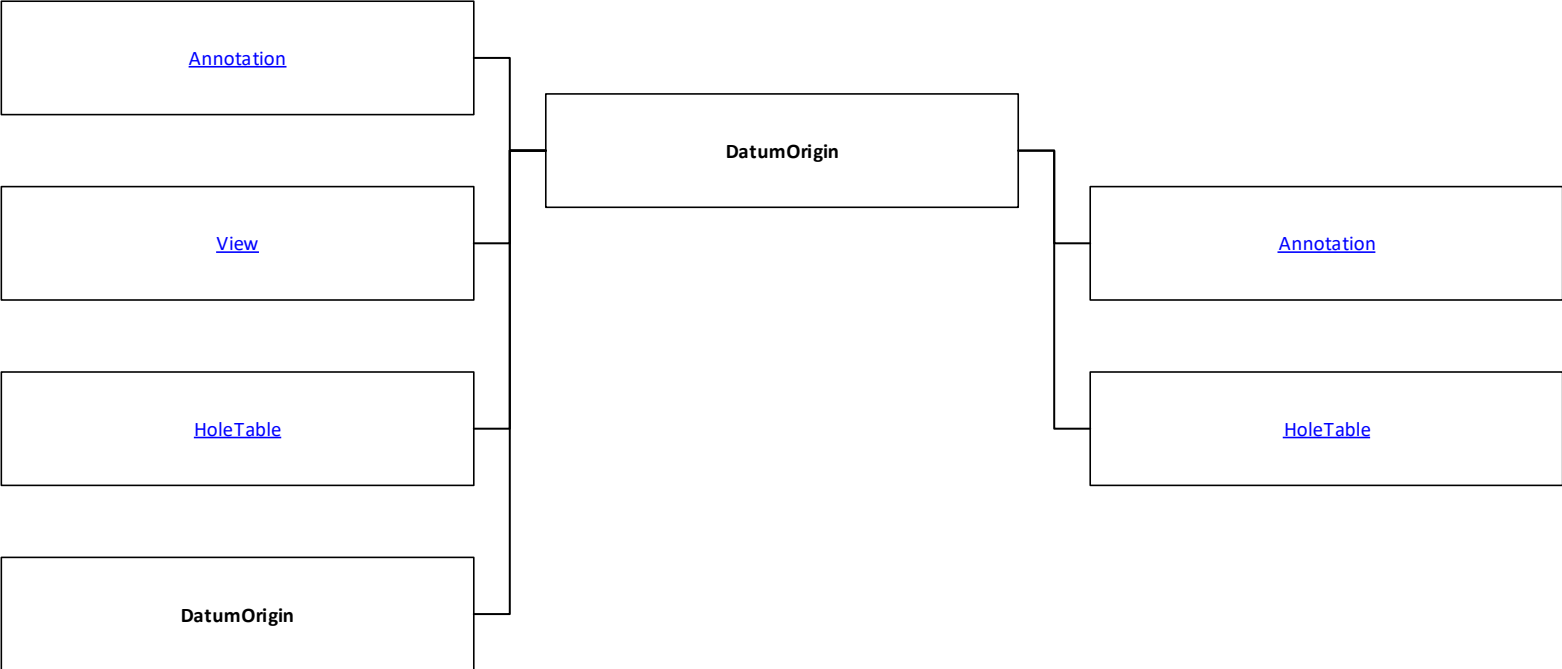 Annotation
DatumOrigin
View
Annotation
HoleTable
HoleTable
DatumOrigin